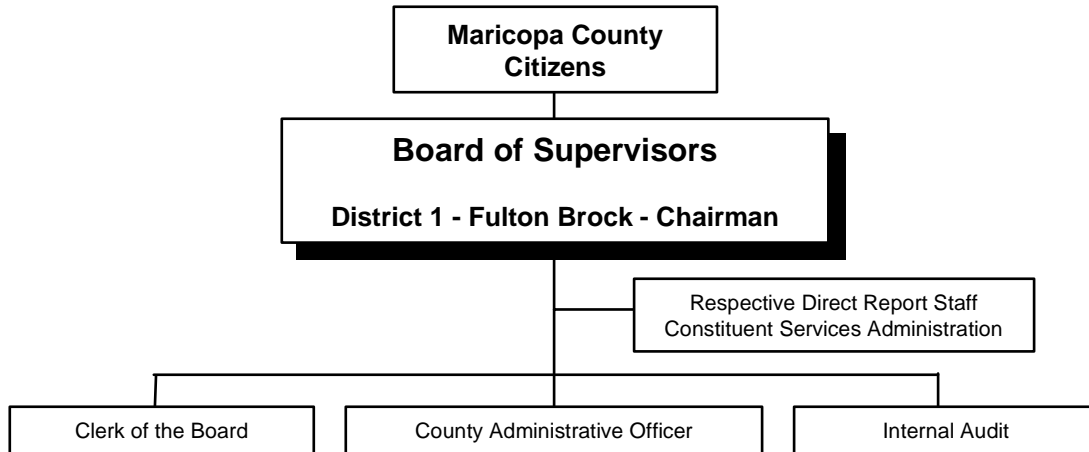 Maricopa County
Citizens
Board of Supervisors
District 1 - Fulton Brock - Chairman
Respective Direct Report Staff
Constituent Services Administration
Clerk of the Board
County Administrative Officer
Internal Audit